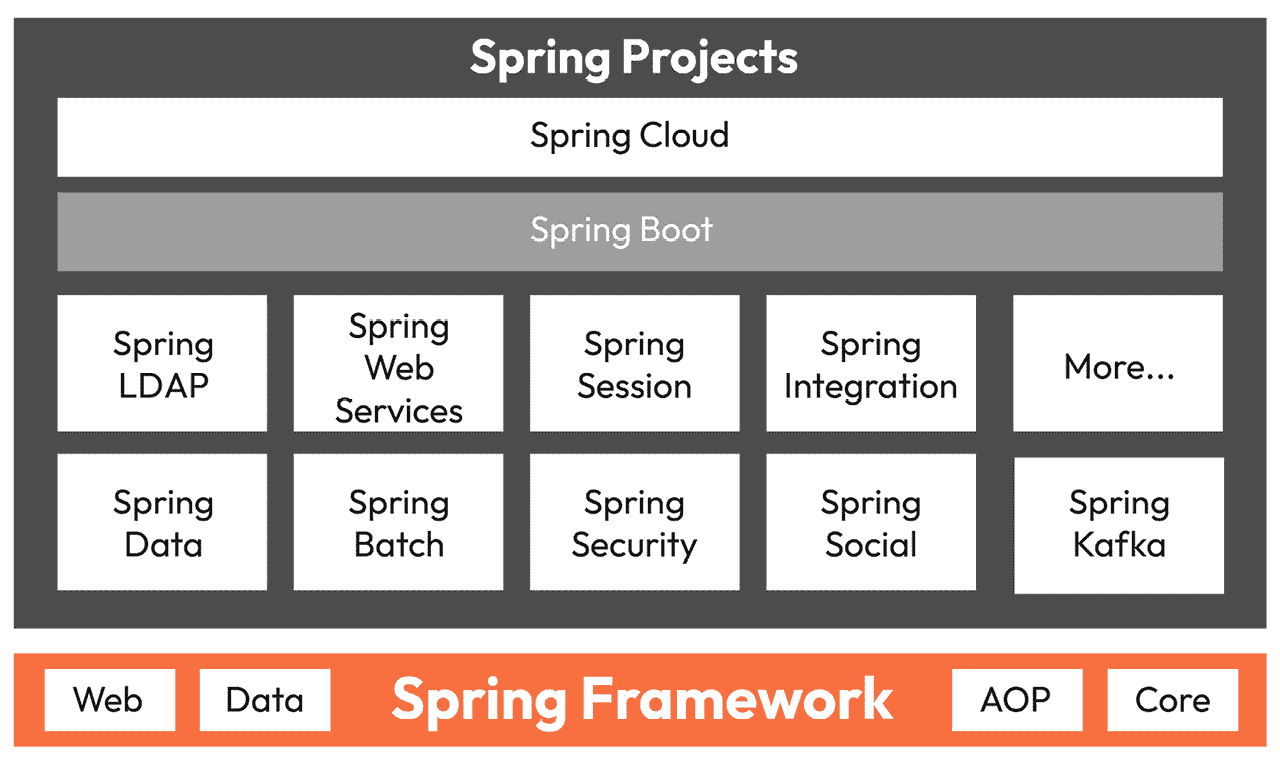 Spring Projects
Spring Cloud
Spring Boot
Spring
LDAP
Spring
Web
Services
Spring
Session
Spring
Integration
More...
Spring
Data
Spring
Batch
Spring
Security
Spring
Social
Spring
Kafka
Web
Data
Spring Framework
AOP
Core